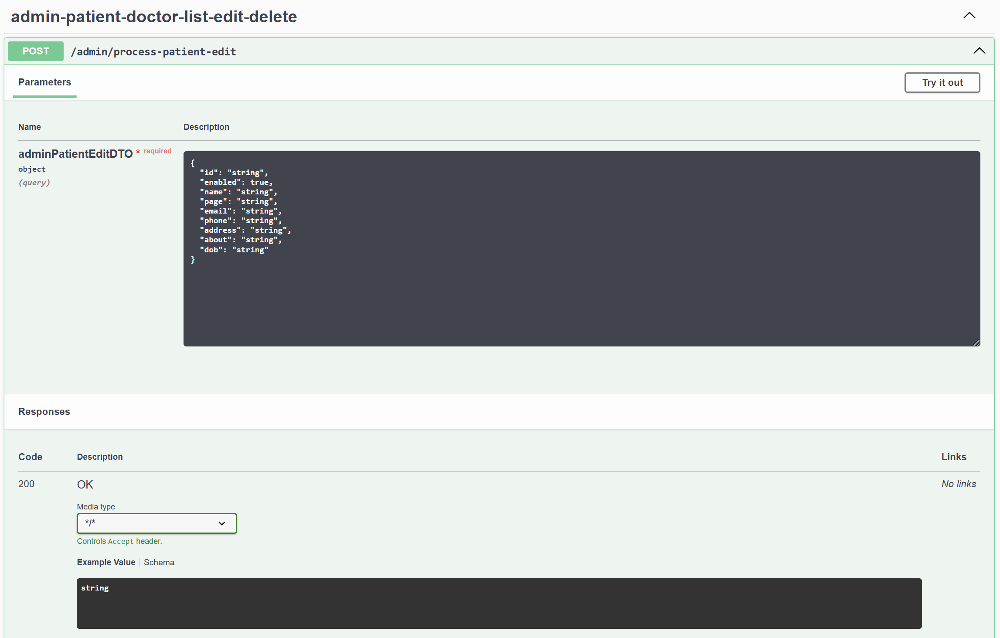 admin-patient-doctor-list-edit-delete
POST /admin/process-patient-edit
Parameters
Try it out
Name Description
adminPatientEditDTO * required
object
(query)
{
  "id": "string",
  "enabled": true,
  "name": "string",
  "page": "string",
  "email": "string",
  "phone": "string",
  "address": "string",
  "about": "string",
  "dob": "string"
}
Responses
Code Description Links
200 OK No links
Media type
*/*
Controls Accept header.
Example Value Schema
string